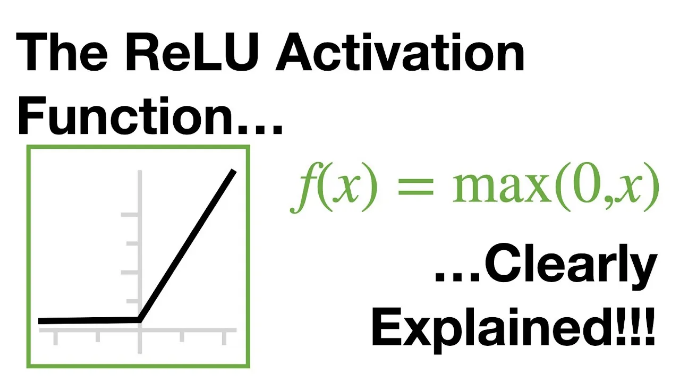 The ReLU Activation
Function…
f(x) = max(0,x)
…Clearly
Explained!!!